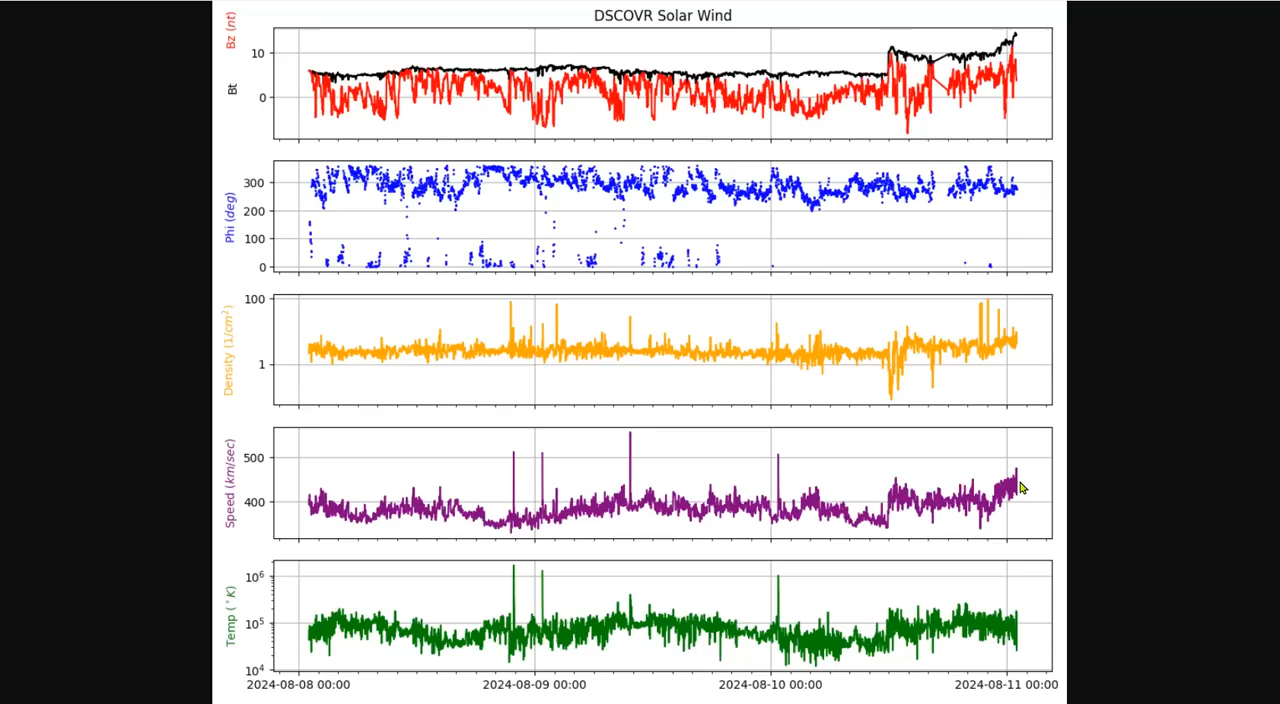 DSCOVR Solar Wind
Bz (nt)
Bt
10
0
Phi (deg)
300
200
100
0
Density (1/cm²)
100
1
Speed (km/sec)
500
400
Temp (°K)
10⁶
10⁵
10⁴
2024-08-08 00:00
2024-08-09 00:00
2024-08-10 00:00
2024-08-11 00:00